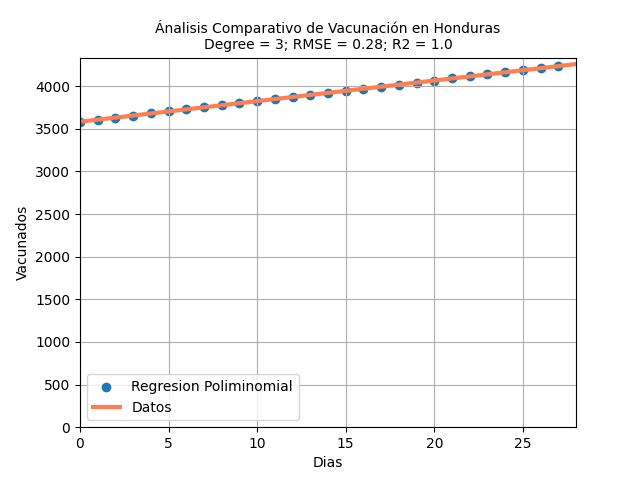 Ánalisis Comparativo de Vacunación en Honduras
Degree = 3; RMSE = 0.28; R2 = 1.0
4000
3500
3000
2500
2000
1500
1000
500
0
Vacunados
Regresion Poliminomial
Datos
0 5 10 15 20 25
Dias